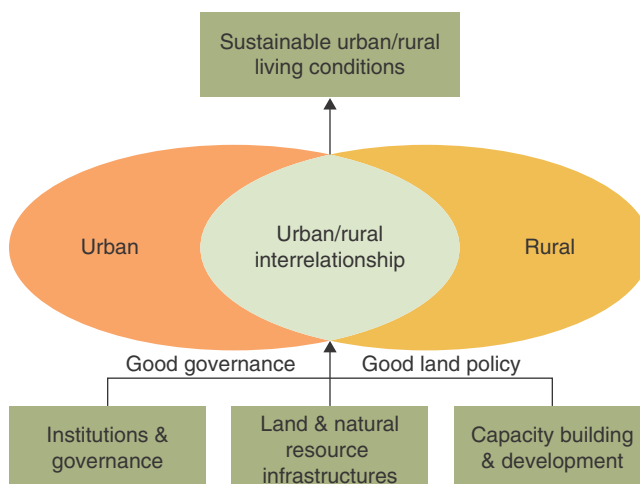 Sustainable urban/rural
living conditions
Urban
Urban/rural
interrelationship
Rural
Good governance
Good land policy
Institutions &
governance
Land & natural
resource
infrastructures
Capacity building
& development